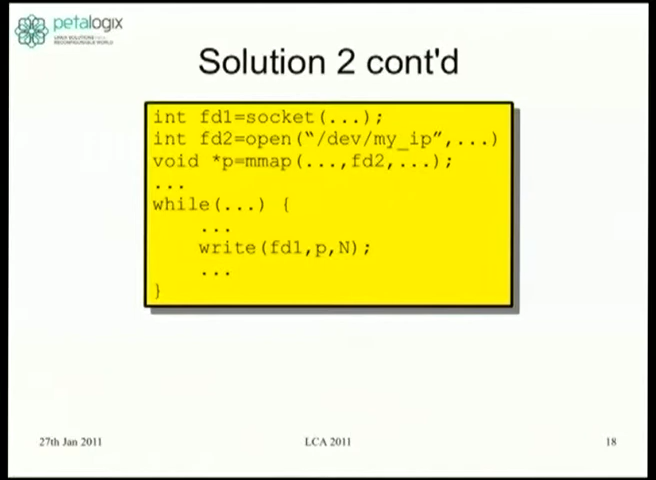 petalogix
Solution 2 cont'd
int fd1=socket(...);
int fd2=open(“/dev/my_ip”,...)
void *p=mmap(...,fd2,...);
...
while(...) {
...
write(fd1,p,N);
...
}
27th Jan 2011
LCA 2011
18